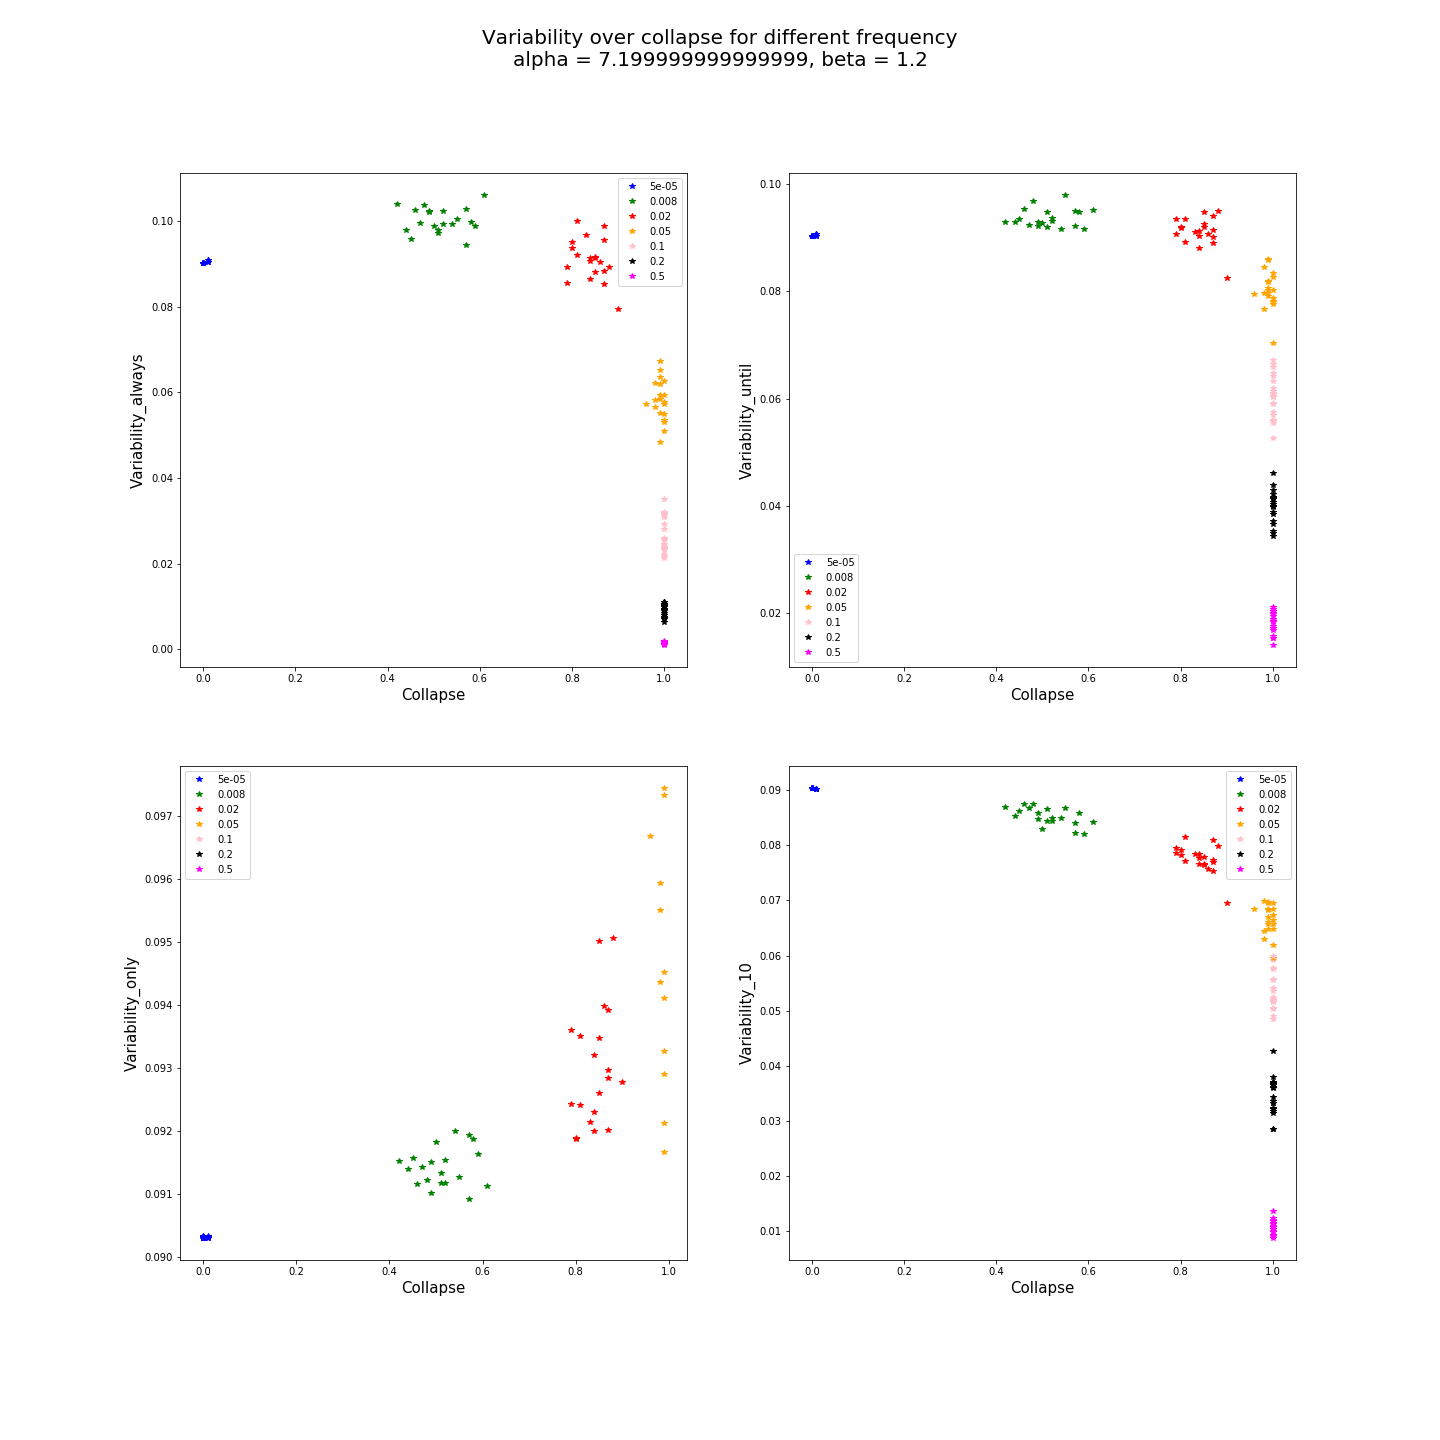 Variability over collapse for different frequency
alpha = 7.199999999999999, beta = 1.2
5e-05
0.008
0.02
0.05
0.1
0.2
0.5
0.10
0.08
0.06
0.04
0.02
0.00
Variability_always
0.0 0.2 0.4 0.6 0.8 1.0
Collapse
5e-05
0.008
0.02
0.05
0.1
0.2
0.5
0.10
0.08
0.06
0.04
0.02
Variability_until
0.0 0.2 0.4 0.6 0.8 1.0
Collapse
5e-05
0.008
0.02
0.05
0.1
0.2
0.5
0.097
0.096
0.095
0.094
0.093
0.092
0.091
0.090
Variability_only
0.0 0.2 0.4 0.6 0.8 1.0
Collapse
5e-05
0.008
0.02
0.05
0.1
0.2
0.5
0.09
0.08
0.07
0.06
0.05
0.04
0.03
0.02
0.01
Variability_10
0.0 0.2 0.4 0.6 0.8 1.0
Collapse